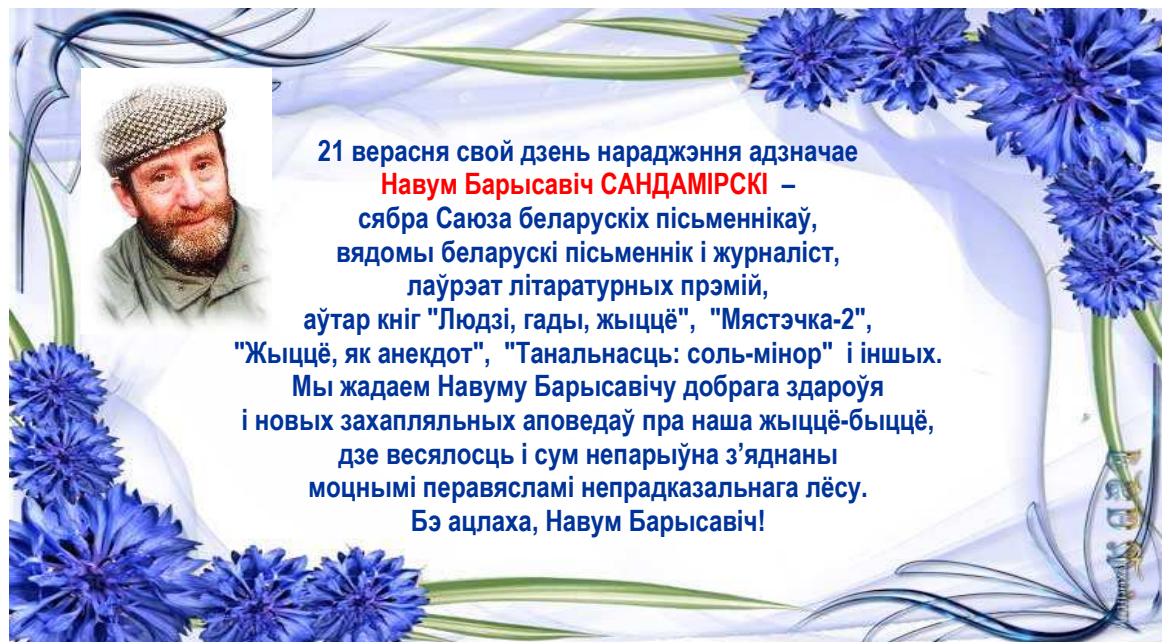 21 верасня свой дзень нараджэння адзначае
Навум Барысавіч САНДАМІРСКІ –
сябра Саюза беларускіх пісьменнікаў,
вядомы беларускі пісьменнік і журналіст,
лаўрэат літаратурных прэмій,
аўтар кніг "Людзі, гады, жыццё", "Мястэчка-2",
"Жыццё, як анекдот", "Танальнасць: соль-мінор" і іншых.
Мы жадаем Навуму Барысавічу добрага здароўя
і новых захапляльных аповедаў пра наша жыццё-быццё,
дзе весялосць і сум непарыўна з’яднаны
моцнымі перавясламі непрадказальнага лёсу.
Бэ ацлаха, Навум Барысавіч!